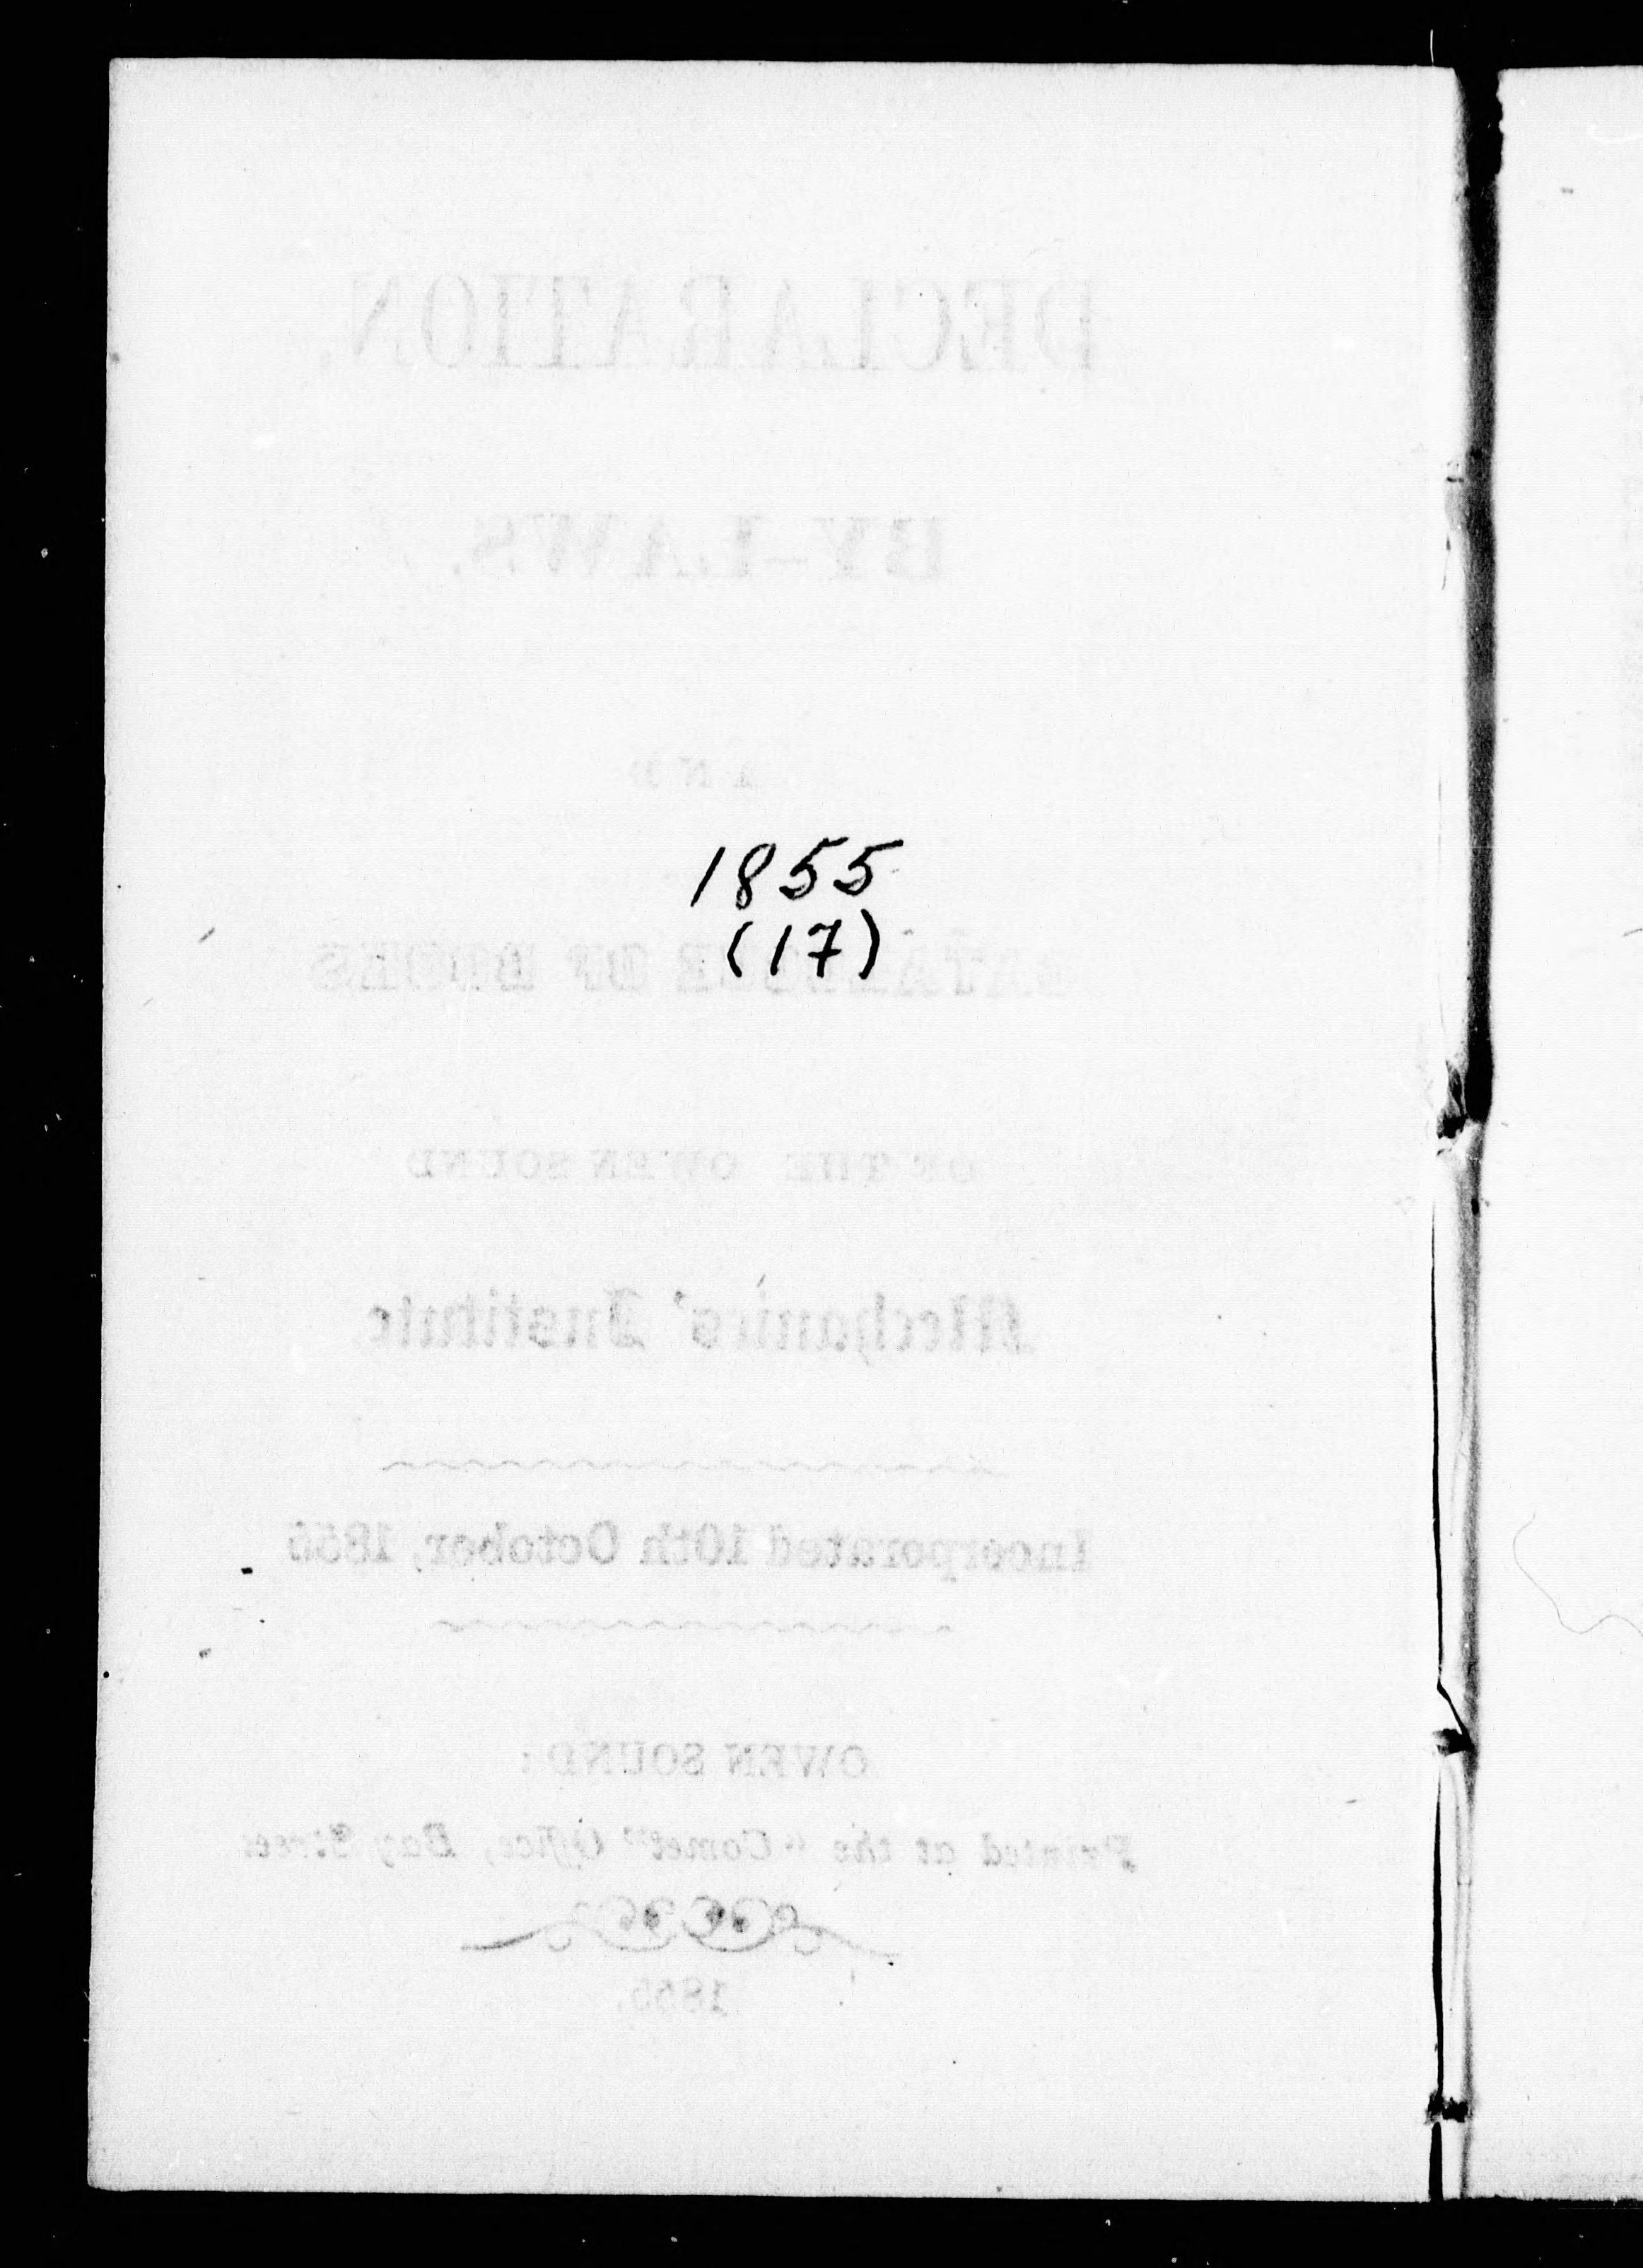 DECLARATION,
BY-LAWS,
AND
1855
(17)
CATALOGUE OF BOOKS
OF THE OWEN SOUND
Mechanics' Institute
Incorporated 10th October, 1855
OWEN SOUND:
Printed at the "Comet" Office, Bay Street
1855.